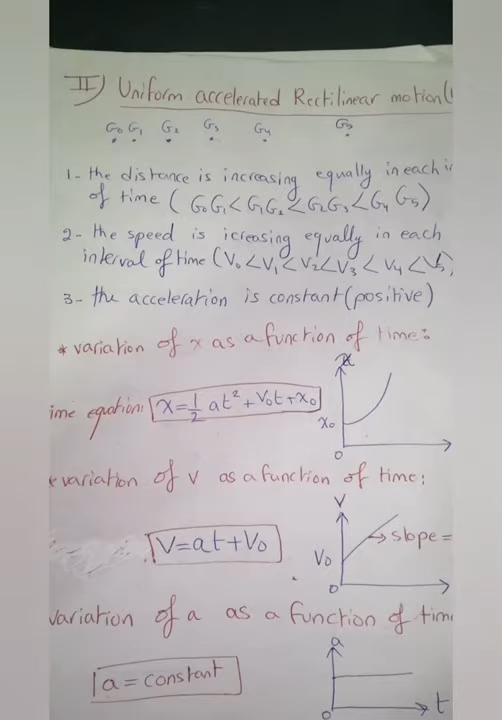 II) Uniform accelerated Rectilinear motion(
G0 G1 G2 G3 G4 G5
1- the distance is increasing equally in each i
of time (G0G1<G1G2<G2G3<G4G5)
2- the speed is icreasing equally in each
interval of time (V0<V1<V2<V3<V4<V5)
3- the acceleration is constant (positive)
* variation of x as a function of time:
x
ime equation: x=1/2 at²+V0t+x0
x0
0
* variation of v as a function of time:
V
V=at+V0
slope =
V0
0
variation of a as a function of tim
a
a = constant
t
0